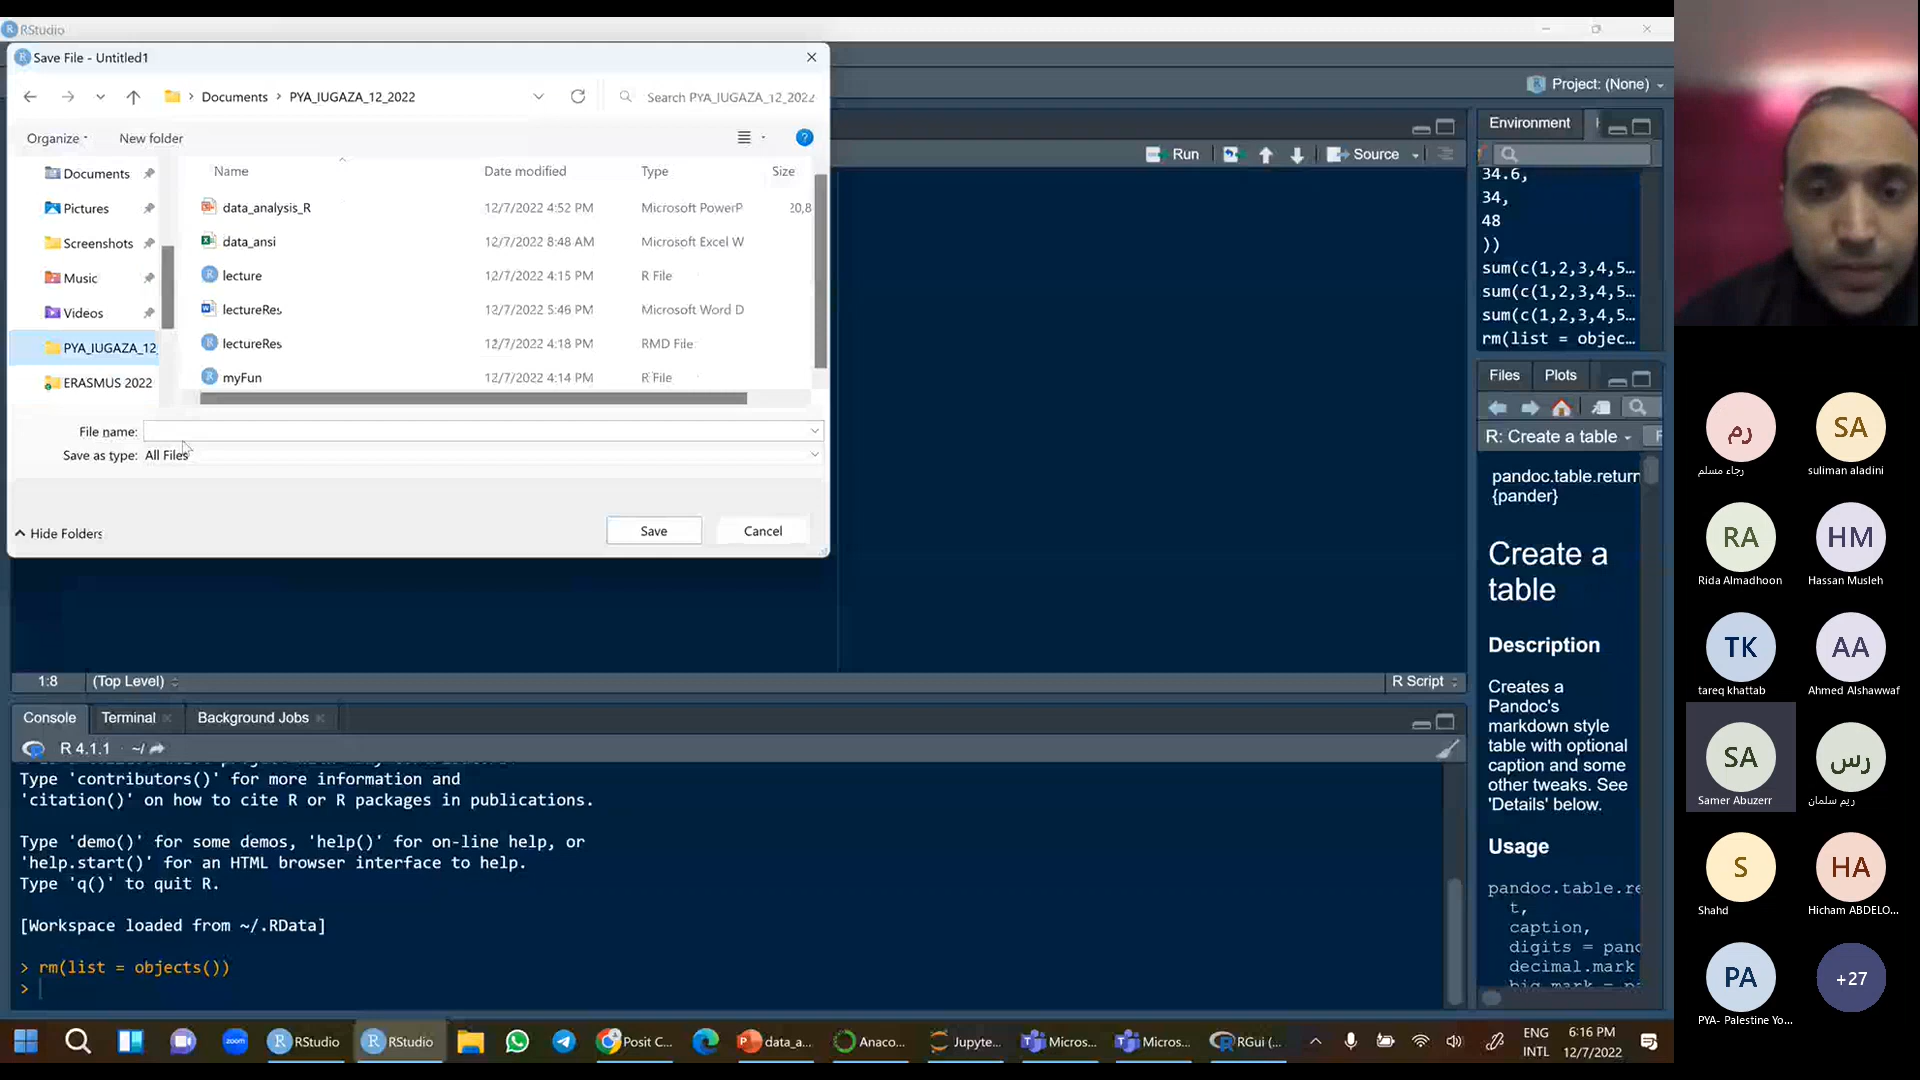 RStudio
Save File - Untitled1
Documents > PYA_IUGAZA_12_2022
Search PYA_IUGAZA_12_2022
Organize
New folder
Name Date modified Type Size
Documents
Pictures
Screenshots
Music
Videos
PYA_IUGAZA_12_
ERASMUS 2022
data_analysis_R 12/7/2022 4:52 PM Microsoft PowerP 20,8
data_ansi 12/7/2022 8:48 AM Microsoft Excel W
lecture 12/7/2022 4:15 PM R File
lectureRes 12/7/2022 5:46 PM Microsoft Word D
lectureRes 12/7/2022 4:18 PM RMD File
myFun 12/7/2022 4:14 PM R File
File name:
Save as type: All Files
Hide Folders
Save
Cancel
Project: (None)
Run
Source
Environment
34.6,
34,
48
))
sum(c(1,2,3,4,5…
sum(c(1,2,3,4,5…
sum(c(1,2,3,4,5…
rm(list = objec…
Files
Plots
R: Create a table
pandoc.table.return
{pander}
Create a
table
Description
Creates a
Pandoc's
markdown style
table with optional
caption and some
other tweaks. See
'Details' below.
Usage
pandoc.table.re
t,
caption,
digits = pand
decimal.mark
big.mark = pa
1:8
(Top Level)
R Script
Console
Terminal
Background Jobs
R 4.1.1 · ~/
Type 'contributors()' for more information and
'citation()' on how to cite R or R packages in publications.
Type 'demo()' for some demos, 'help()' for on-line help, or
'help.start()' for an HTML browser interface to help.
Type 'q()' to quit R.
[Workspace loaded from ~/.RData]
> rm(list = objects())
>
zoom
RStudio
RStudio
Posit C...
data_a...
Anaco...
Jupyte...
Micros...
Micros...
RGui (...
ENG
INTL
6:16 PM
12/7/2022
رم
رجاء مسلم
SA
suliman aladini
RA
Rida Almadhoon
HM
Hassan Musleh
TK
tareq khattab
AA
Ahmed Alshawwaf
SA
Samer Abuzerr
رس
ريم سلمان
S
Shahd
HA
Hicham ABDELO...
PA
PYA- Palestine Yo...
+27